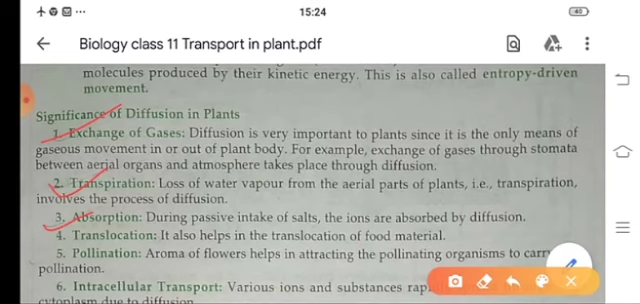 15:24
40
Biology class 11 Transport in plant.pdf
molecules produced by their kinetic energy. This is also called entropy-driven
movement.
Significance of Diffusion in Plants
1. Exchange of Gases: Diffusion is very important to plants since it is the only means of
gaseous movement in or out of plant body. For example, exchange of gases through stomata
between aerial organs and atmosphere takes place through diffusion.
2. Transpiration: Loss of water vapour from the aerial parts of plants, i.e., transpiration,
involves the process of diffusion.
3. Absorption: During passive intake of salts, the ions are absorbed by diffusion.
4. Translocation: It also helps in the translocation of food material.
5. Pollination: Aroma of flowers helps in attracting the pollinating organisms to carry
pollination.
6. Intracellular Transport: Various ions and substances rap
cytoplasm due to diffusion